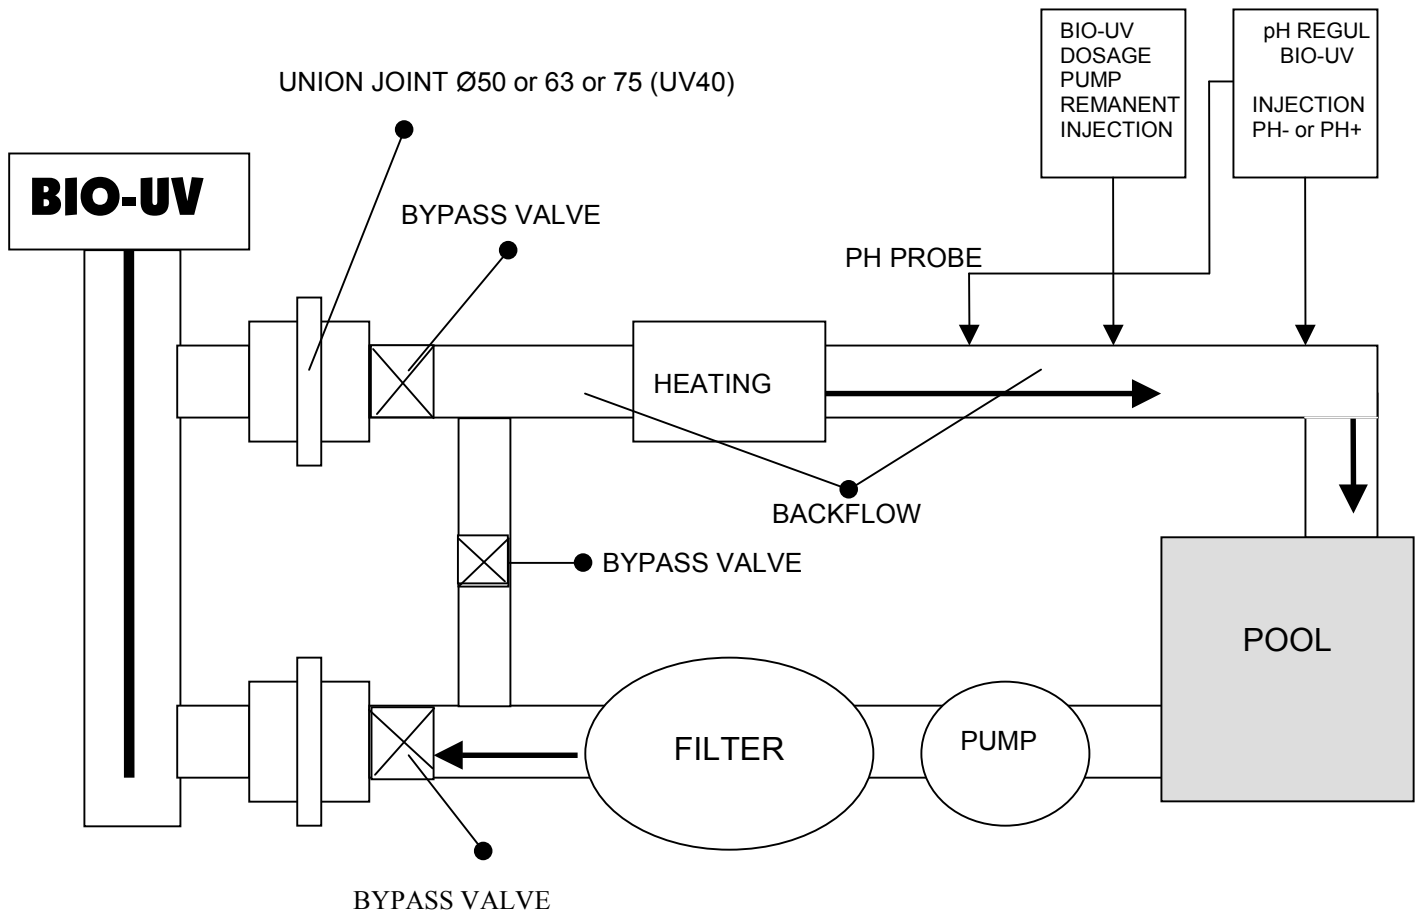 BIO-UV
DOSAGE
PUMP
REMANENT
INJECTION
pH REGUL
BIO-UV
INJECTION
PH- or PH+
UNION JOINT Ø50 or 63 or 75 (UV40)
BIO-UV
BYPASS VALVE
PH PROBE
HEATING
BACKFLOW
BYPASS VALVE
POOL
FILTER
PUMP
BYPASS VALVE